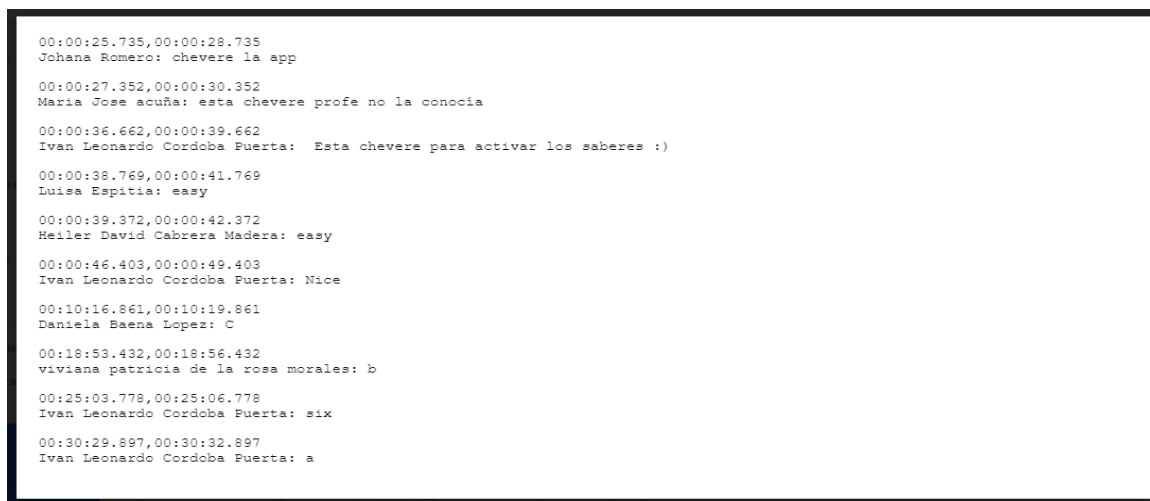 00:00:25.735,00:00:28.735
Johana Romero: chevere la app
00:00:27.352,00:00:30.352
Maria Jose acuña: esta chevere profe no la conocía
00:00:36.662,00:00:39.662
Ivan Leonardo Cordoba Puerta:  Esta chevere para activar los saberes :)
00:00:38.769,00:00:41.769
Luisa Espitia: easy
00:00:39.372,00:00:42.372
Heiler David Cabrera Madera: easy
00:00:46.403,00:00:49.403
Ivan Leonardo Cordoba Puerta: Nice
00:10:16.861,00:10:19.861
Daniela Baena Lopez: C
00:18:53.432,00:18:56.432
viviana patricia de la rosa morales: b
00:25:03.778,00:25:06.778
Ivan Leonardo Cordoba Puerta: six
00:30:29.897,00:30:32.897
Ivan Leonardo Cordoba Puerta: a